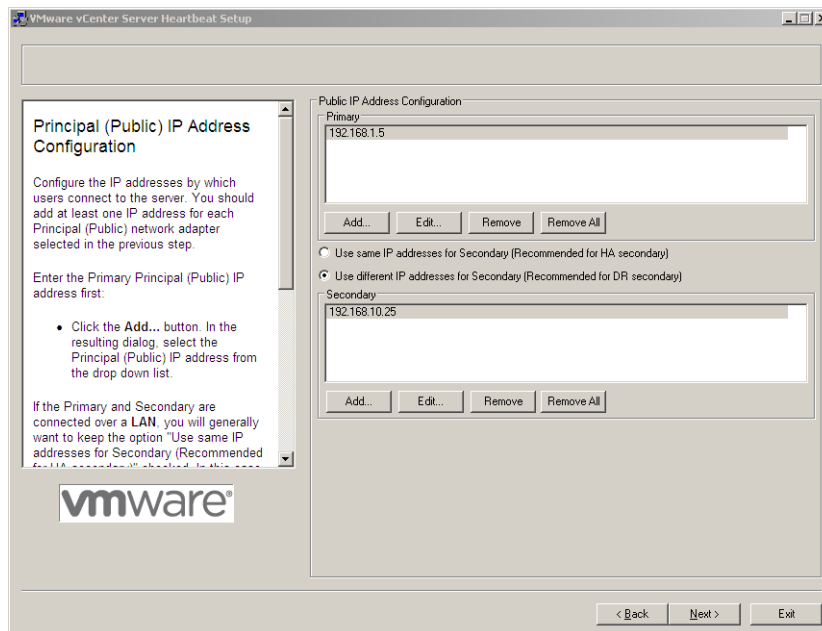 VMware vCenter Server Heartbeat Setup
Principal (Public) IP Address
Configuration
Configure the IP addresses by which
users connect to the server. You should
add at least one IP address for each
Principal (Public) network adapter
selected in the previous step.
Enter the Primary Principal (Public) IP
address first:
• Click the Add... button. In the
resulting dialog, select the
Principal (Public) IP address from
the drop down list.
If the Primary and Secondary are
connected over a LAN, you will generally
want to keep the option "Use same IP
addresses for Secondary (Recommended
for HA secondary)" checked. In this case
vmware®
Public IP Address Configuration
Primary
192.168.1.5
Add... Edit... Remove Remove All
Use same IP addresses for Secondary (Recommended for HA secondary)
Use different IP addresses for Secondary (Recommended for DR secondary)
Secondary
192.168.10.25
Add... Edit... Remove Remove All
< Back Next > Exit